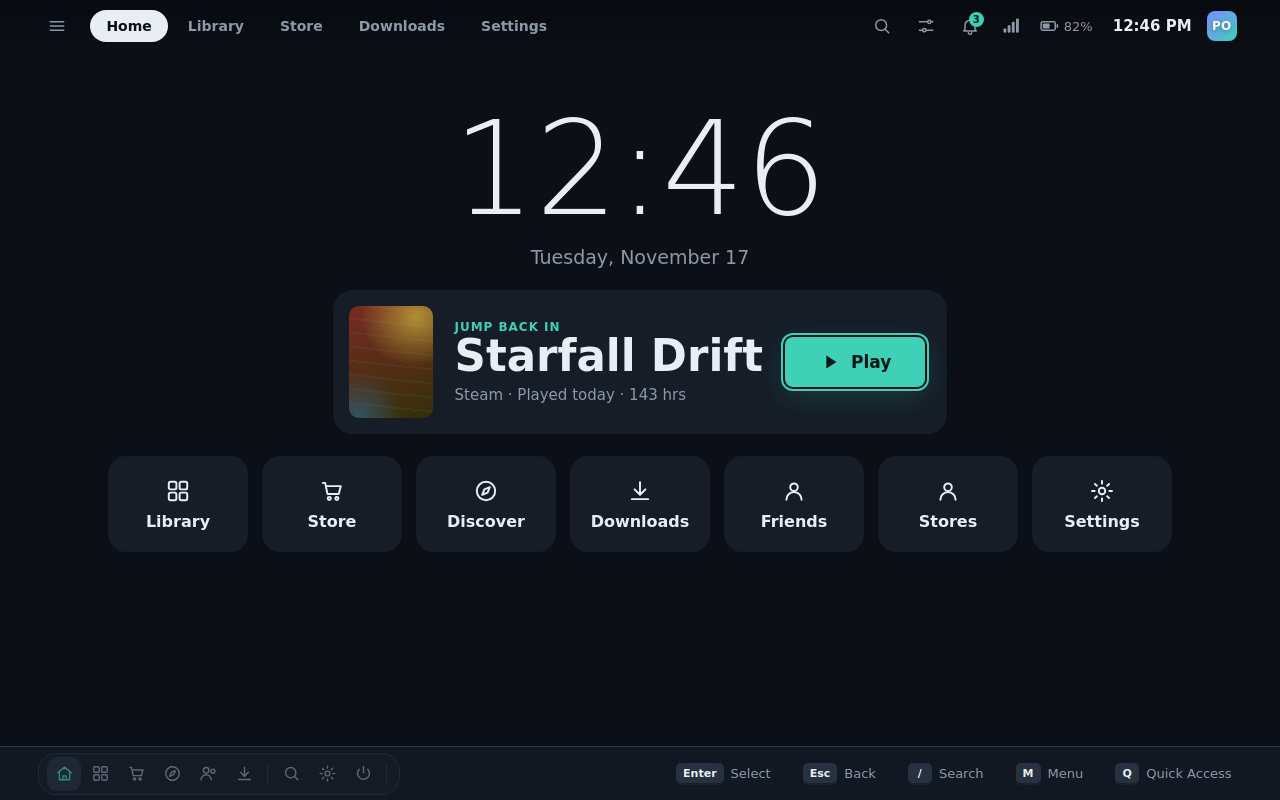 Home Library Store Downloads Settings 3 82% 12:46 PM PO
12:46
Tuesday, November 17
JUMP BACK IN
Starfall Drift
Steam · Played today · 143 hrs
Play
Library Store Discover Downloads Friends Stores Settings
Enter Select Esc Back / Search M Menu Q Quick Access